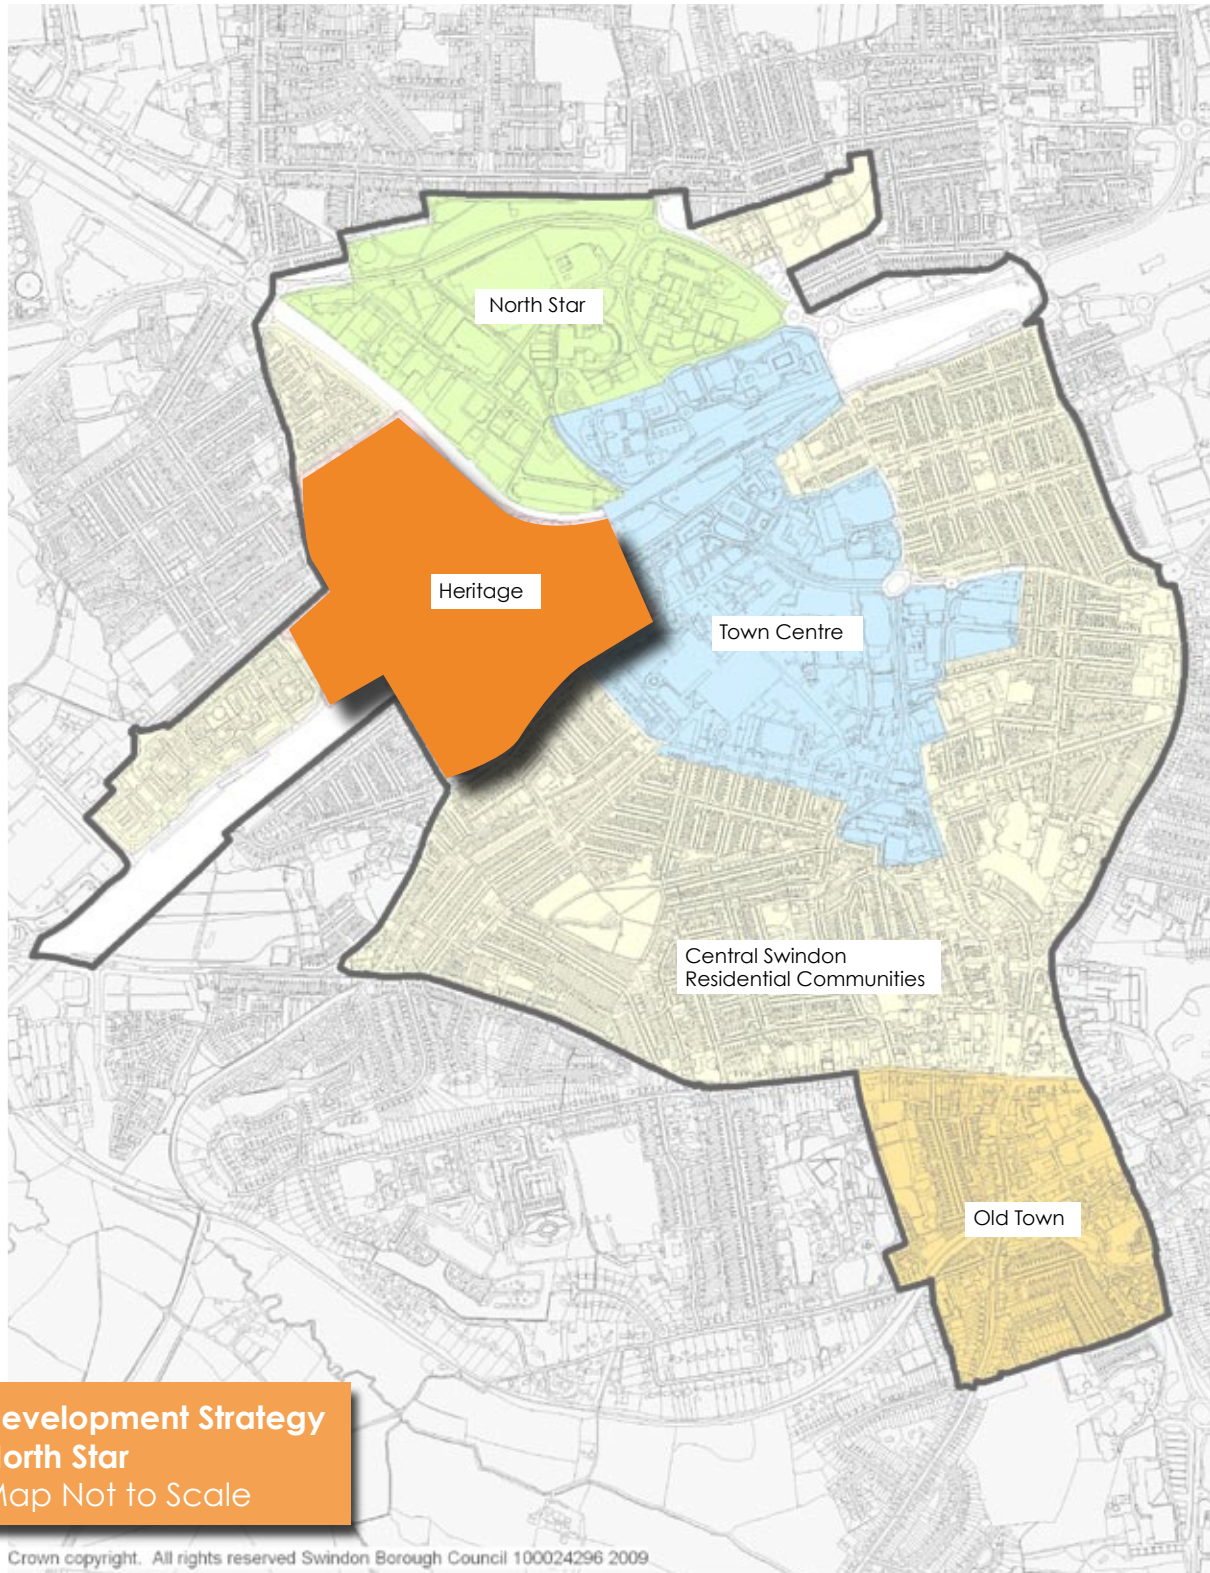 North Star
Heritage
Town Centre
Central Swindon
Residential Communities
Old Town
evelopment Strategy
orth Star
Map Not to Scale
Crown copyright. All rights reserved Swindon Borough Council 100024296 2009